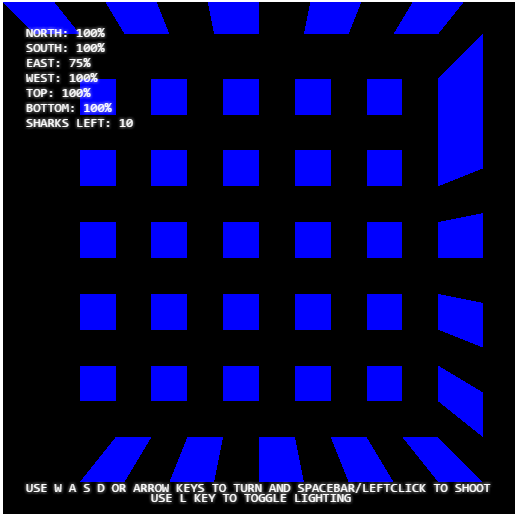 NORTH: 100%
SOUTH: 100%
EAST: 75%
WEST: 100%
TOP: 100%
BOTTOM: 100%
SHARKS LEFT: 10
USE W A S D OR ARROW KEYS TO TURN AND SPACEBAR/LEFTCLICK TO SHOOT
USE L KEY TO TOGGLE LIGHTING